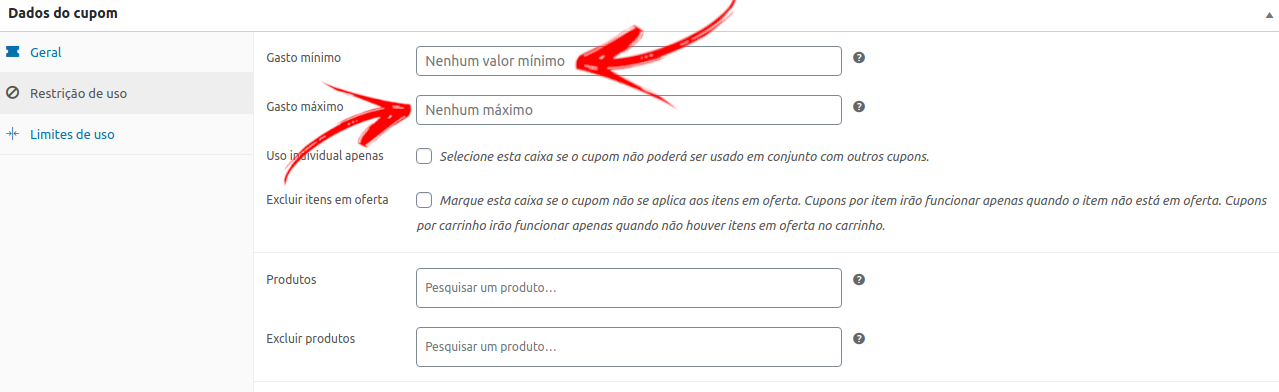 Dados do cupom
Geral
Restrição de uso
Limites de uso
Gasto mínimo
Nenhum valor mínimo
Gasto máximo
Nenhum máximo
Uso individual apenas
Selecione esta caixa se o cupom não poderá ser usado em conjunto com outros cupons.
Excluir itens em oferta
Marque esta caixa se o cupom não se aplica aos itens em oferta. Cupons por item irão funcionar apenas quando o item não está em oferta. Cupons
por carrinho irão funcionar apenas quando não houver itens em oferta no carrinho.
Produtos
Pesquisar um produto…
Excluir produtos
Pesquisar um produto…